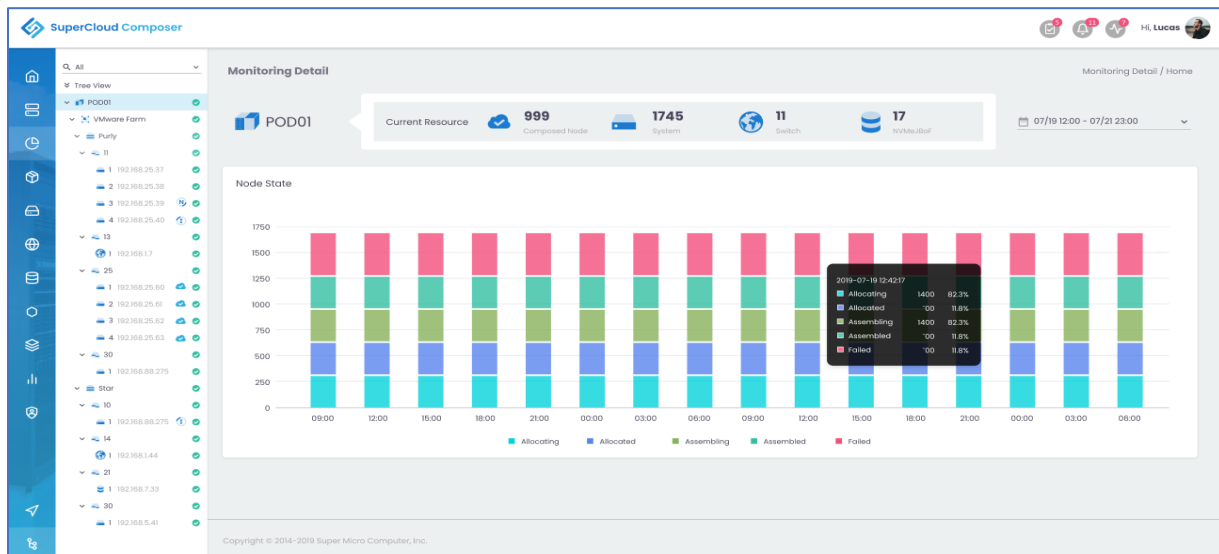 SuperCloud Composer
3
11
7
Hi, Lucas
All
Tree View
POD01
VMware Farm
Purly
11
1 192.168.25.37
2 192.168.25.38
3 192.168.25.39
4 192.168.25.40
13
1 192.168.1.7
25
1 192.168.25.60
2 192.168.25.61
3 192.168.25.62
4 192.168.25.63
30
1 192.168.88.275
Star
10
1 192.168.88.275
14
1 192.168.1.44
21
1 192.168.7.33
30
1 192.168.5.41
Monitoring Detail
Monitoring Detail / Home
POD01
Current Resource
999
Composed Node
1745
System
11
Switch
17
NVMeJBoF
07/19 12:00 - 07/21 23:00
Node State
1750
1500
1250
1000
750
500
250
0
09:00 12:00 15:00 18:00 21:00 00:00 03:00 06:00 09:00 12:00 15:00 18:00 21:00 00:00 03:00 06:00
2019-07-19 12:42:17
Allocating 1400 82.3%
Allocated 00 11.8%
Assembling 1400 82.3%
Assembled 00 11.8%
Failed 00 11.8%
Allocating Allocated Assembling Assembled Failed
Copyright © 2014-2019 Super Micro Computer, Inc.